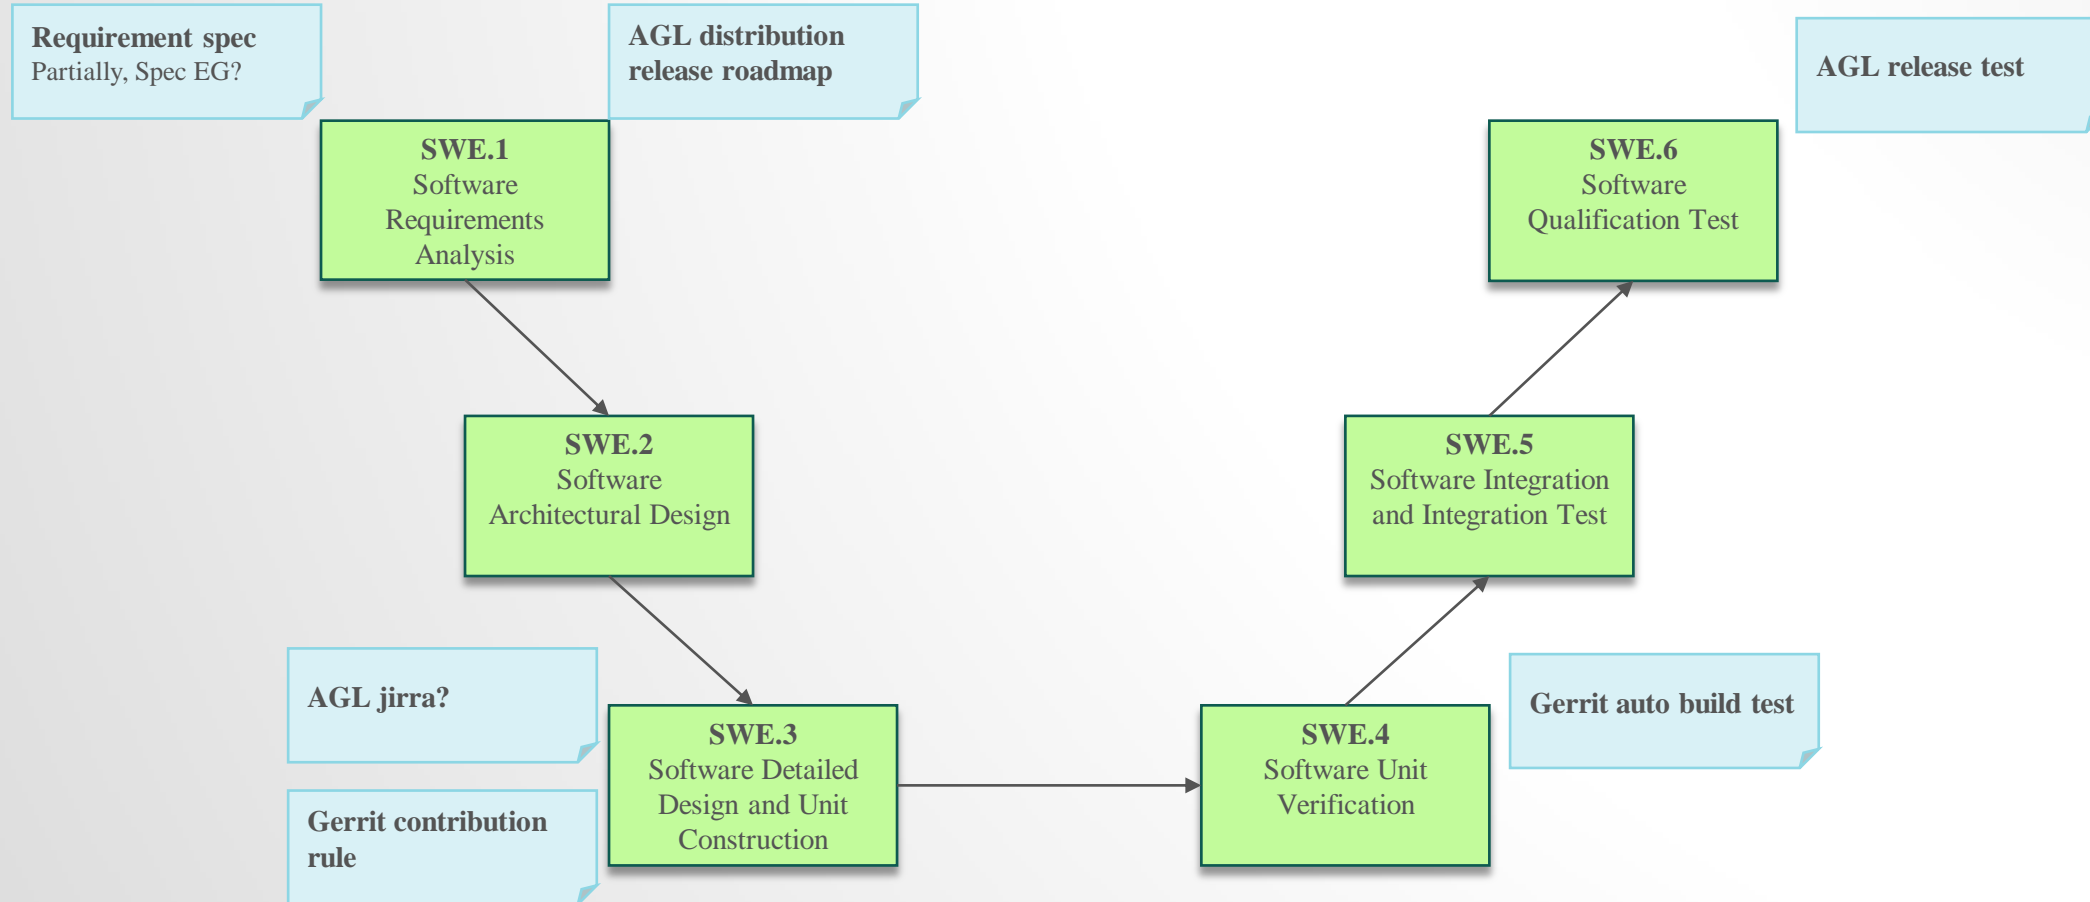 Requirement spec
Partially, Spec EG?
AGL distribution
release roadmap
AGL release test
SWE.1
Software
Requirements
Analysis
SWE.6
Software
Qualification Test
SWE.2
Software
Architectural Design
SWE.5
Software Integration
and Integration Test
AGL jirra?
Gerrit contribution
rule
SWE.3
Software Detailed
Design and Unit
Construction
SWE.4
Software Unit
Verification
Gerrit auto build test